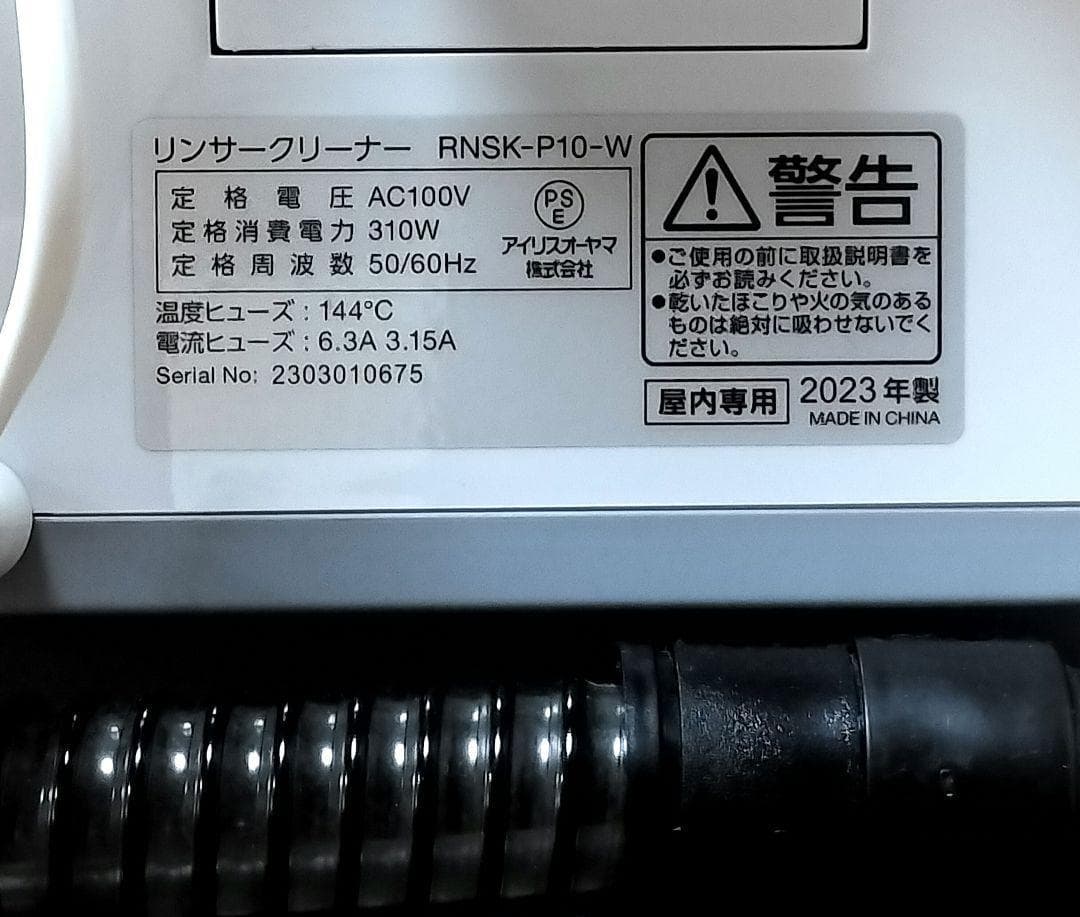 リンサークリーナー RNSK-P10-W
定格電圧 AC100V
定格消費電力 310W
定格周波数 50/60Hz
PS
E
アイリスオーヤマ
株式会社
温度ヒューズ : 144℃
電流ヒューズ : 6.3A 3.15A
Serial No: 2303010675
警告
●ご使用の前に取扱説明書を
必ずお読みください。
●乾いたほこりや火の気のある
ものは絶対に吸わせないでく
ださい。
屋内専用
2023年製
MADE IN CHINA